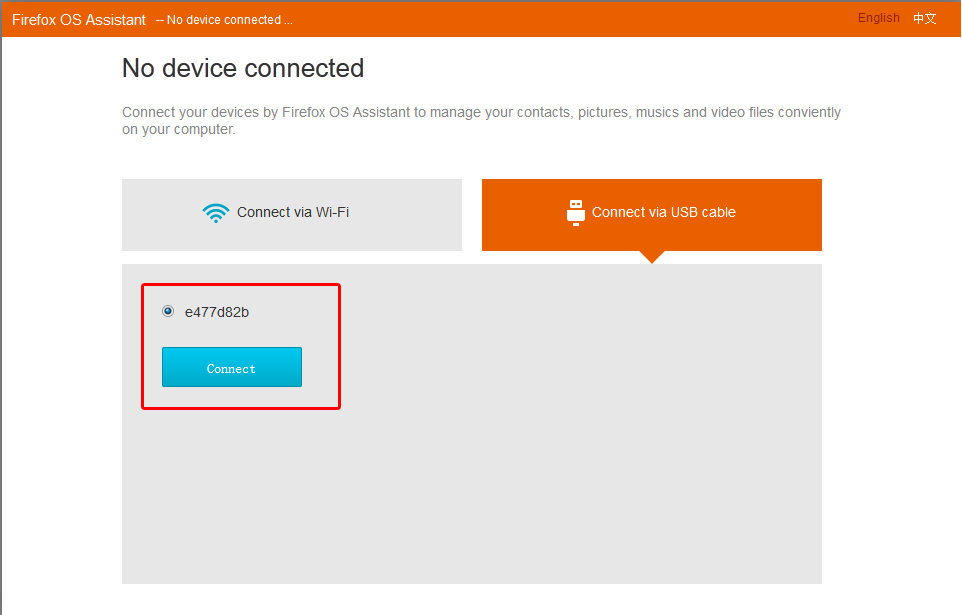 Firefox OS Assistant -- No device connected ... English 中文
No device connected
Connect your devices by Firefox OS Assistant to manage your contacts, pictures, musics and video files conviently
on your computer.
Connect via Wi-Fi
Connect via USB cable
e477d82b
Connect